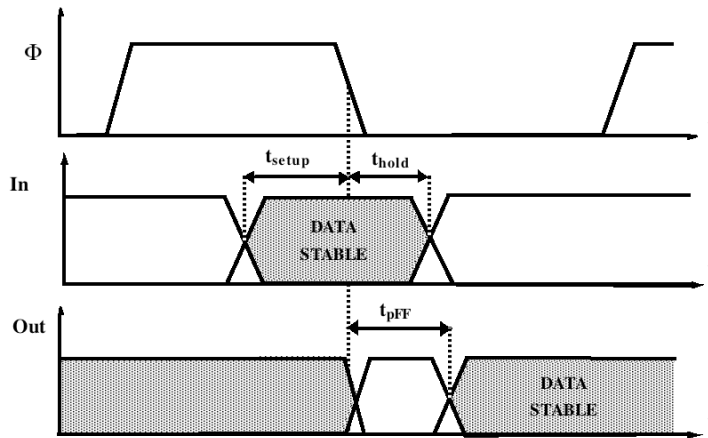 Φ
t_setup
t_hold
In
DATA
STABLE
Out
t_pFF
DATA
STABLE